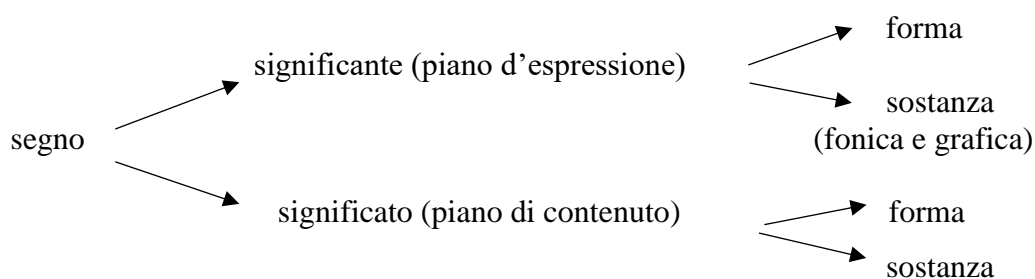 forma
significante (piano d’espressione)
sostanza
segno
(fonica e grafica)
significato (piano di contenuto)
forma
sostanza